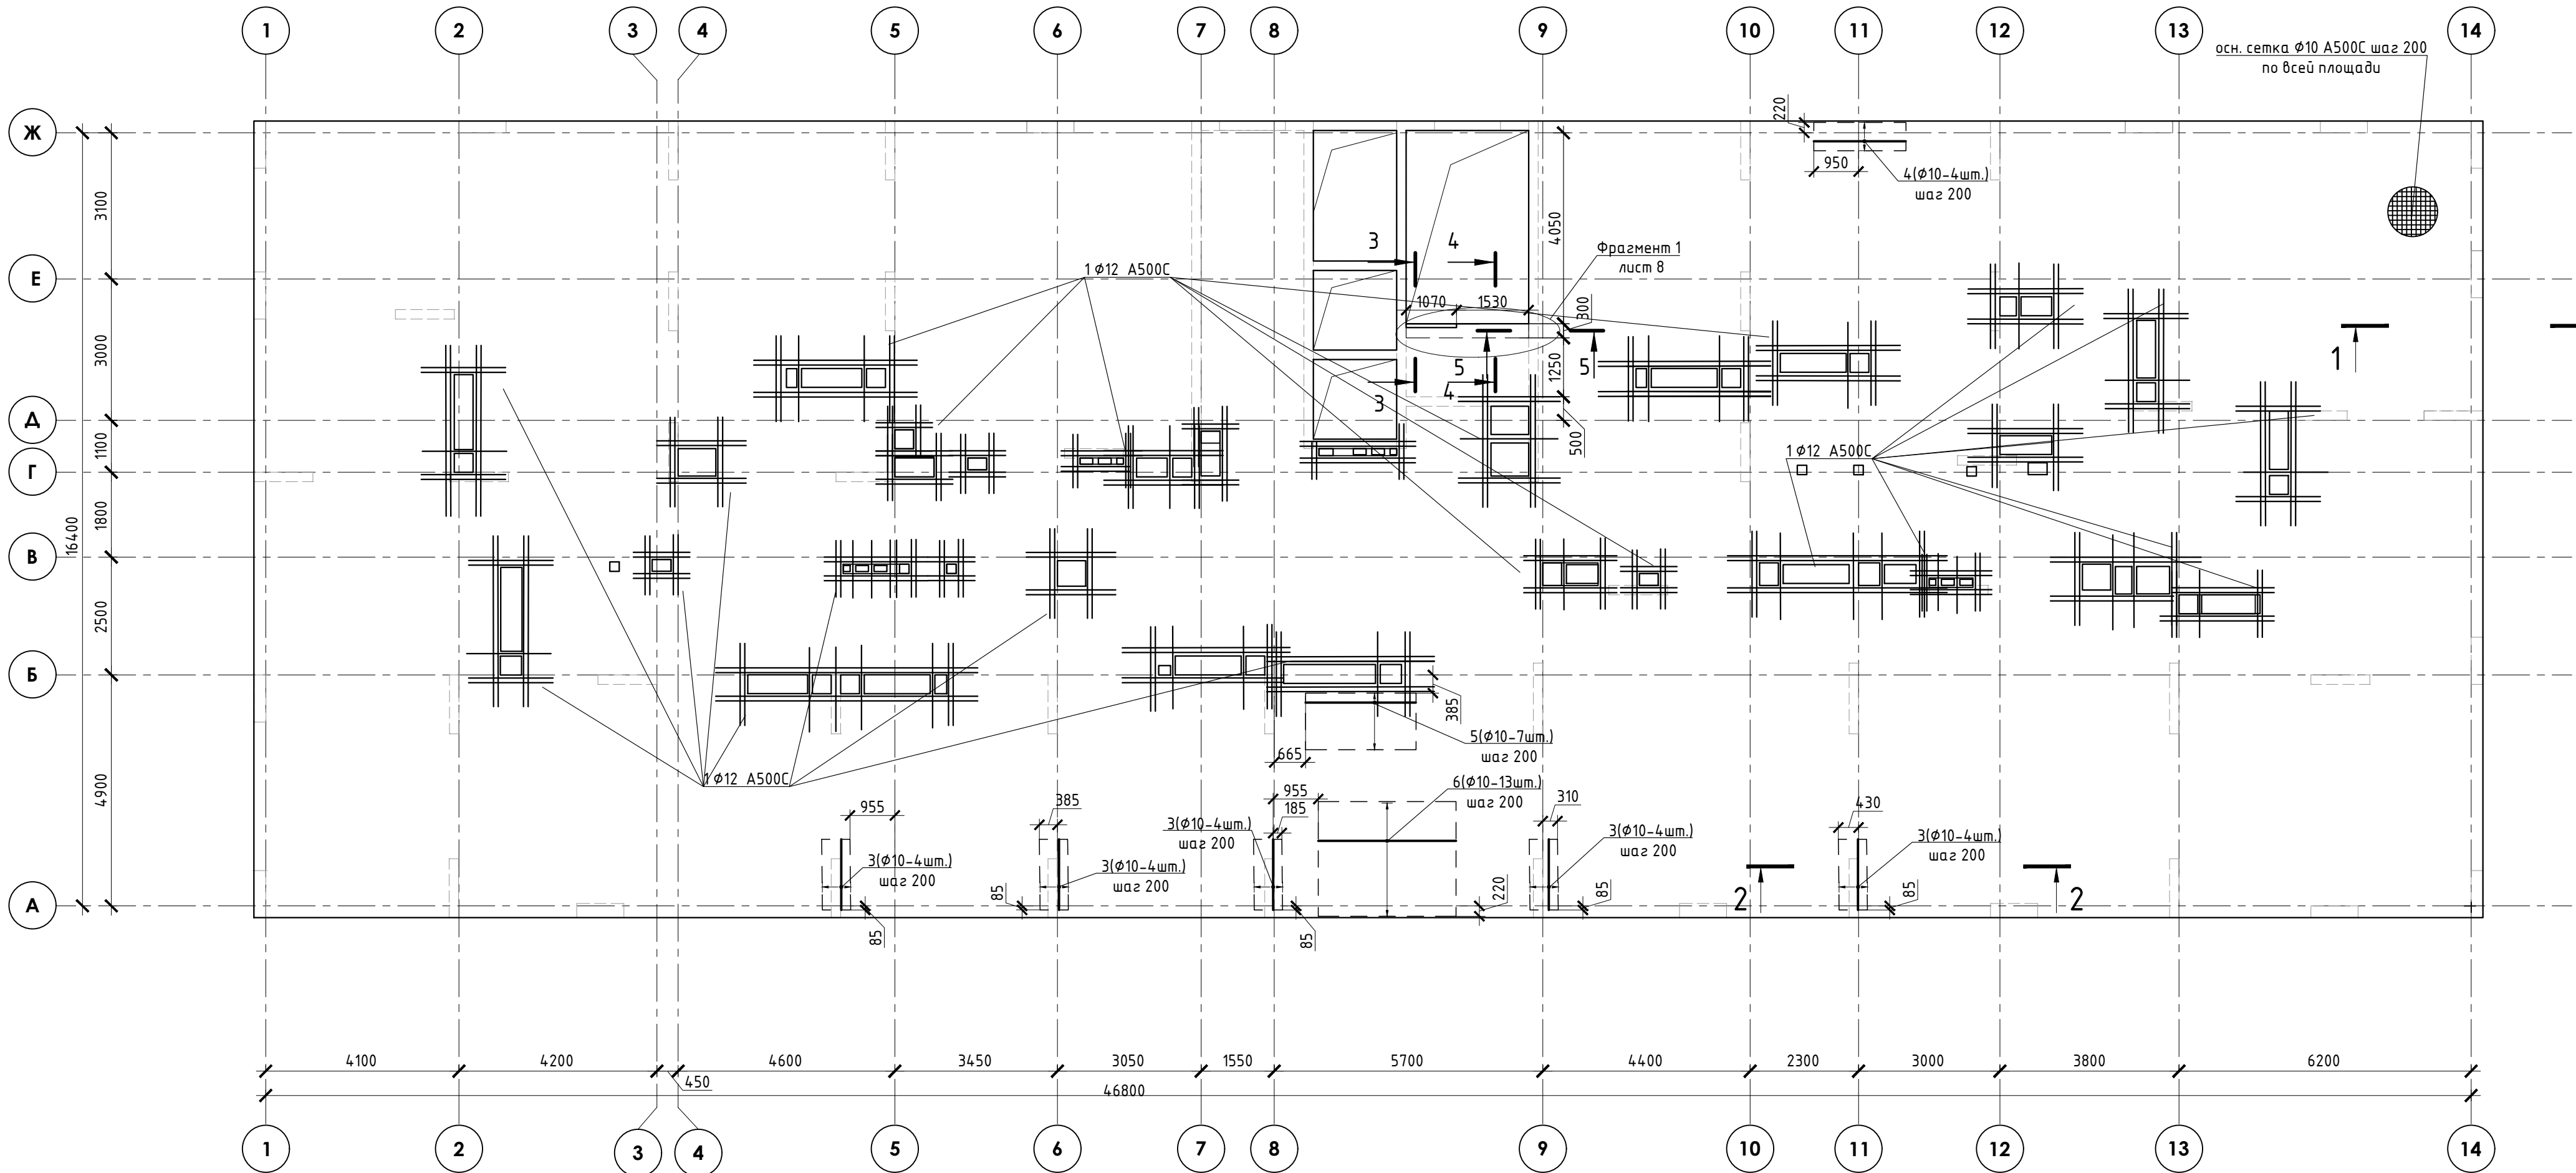 1 2 3 4 5 6 7 8 9 10 11 12 13 14
осн. сетка Ф10 А500С шаг 200
по всей площади
Ж
220
950
4(Ф10-4шт.)
шаг 200
3100
4050
3 4
Фрагмент 1
лист 8
1 Ф12 А500С
Е
1070 1530
300
3000
5 5
1250
1
4
3
Д
500
1100
1 Ф12 А500С
Г
1800
16400
В
2500
Б
385
5(Ф10-7шт.)
шаг 200
665
1 Ф12 А500С
4900
6(Ф10-13шт.)
шаг 200
955
385
955
185
310
430
3(Ф10-4шт.)
шаг 200
3(Ф10-4шт.)
шаг 200
3(Ф10-4шт.)
шаг 200
3(Ф10-4шт.)
шаг 200
3(Ф10-4шт.)
шаг 200
85
220
85
85
2 2
А
85
85
4100 4200 4600 3450 3050 1550 5700 4400 2300 3000 3800 6200
450
46800
1 2 3 4 5 6 7 8 9 10 11 12 13 14